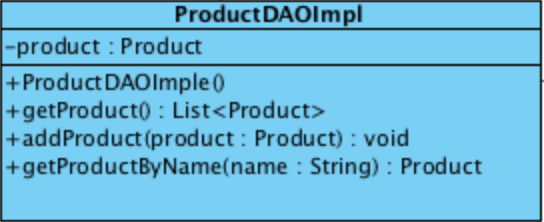 ProductDAOImpl
-product : Product
+ProductDAOImple()
+getProduct() : List<Product>
+addProduct(product : Product) : void
+getProductByName(name : String) : Product